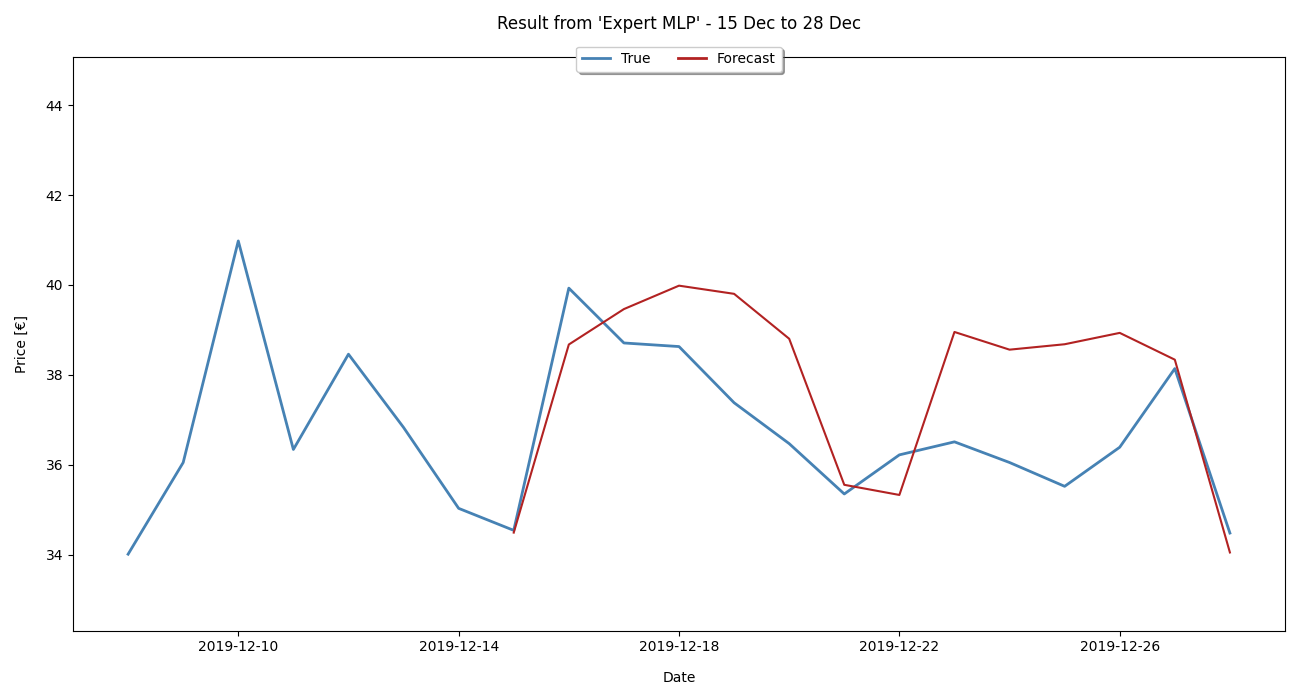 Result from 'Expert MLP' - 15 Dec to 28 Dec
True Forecast
Price [€]
44
42
40
38
36
34
2019-12-10 2019-12-14 2019-12-18 2019-12-22 2019-12-26
Date